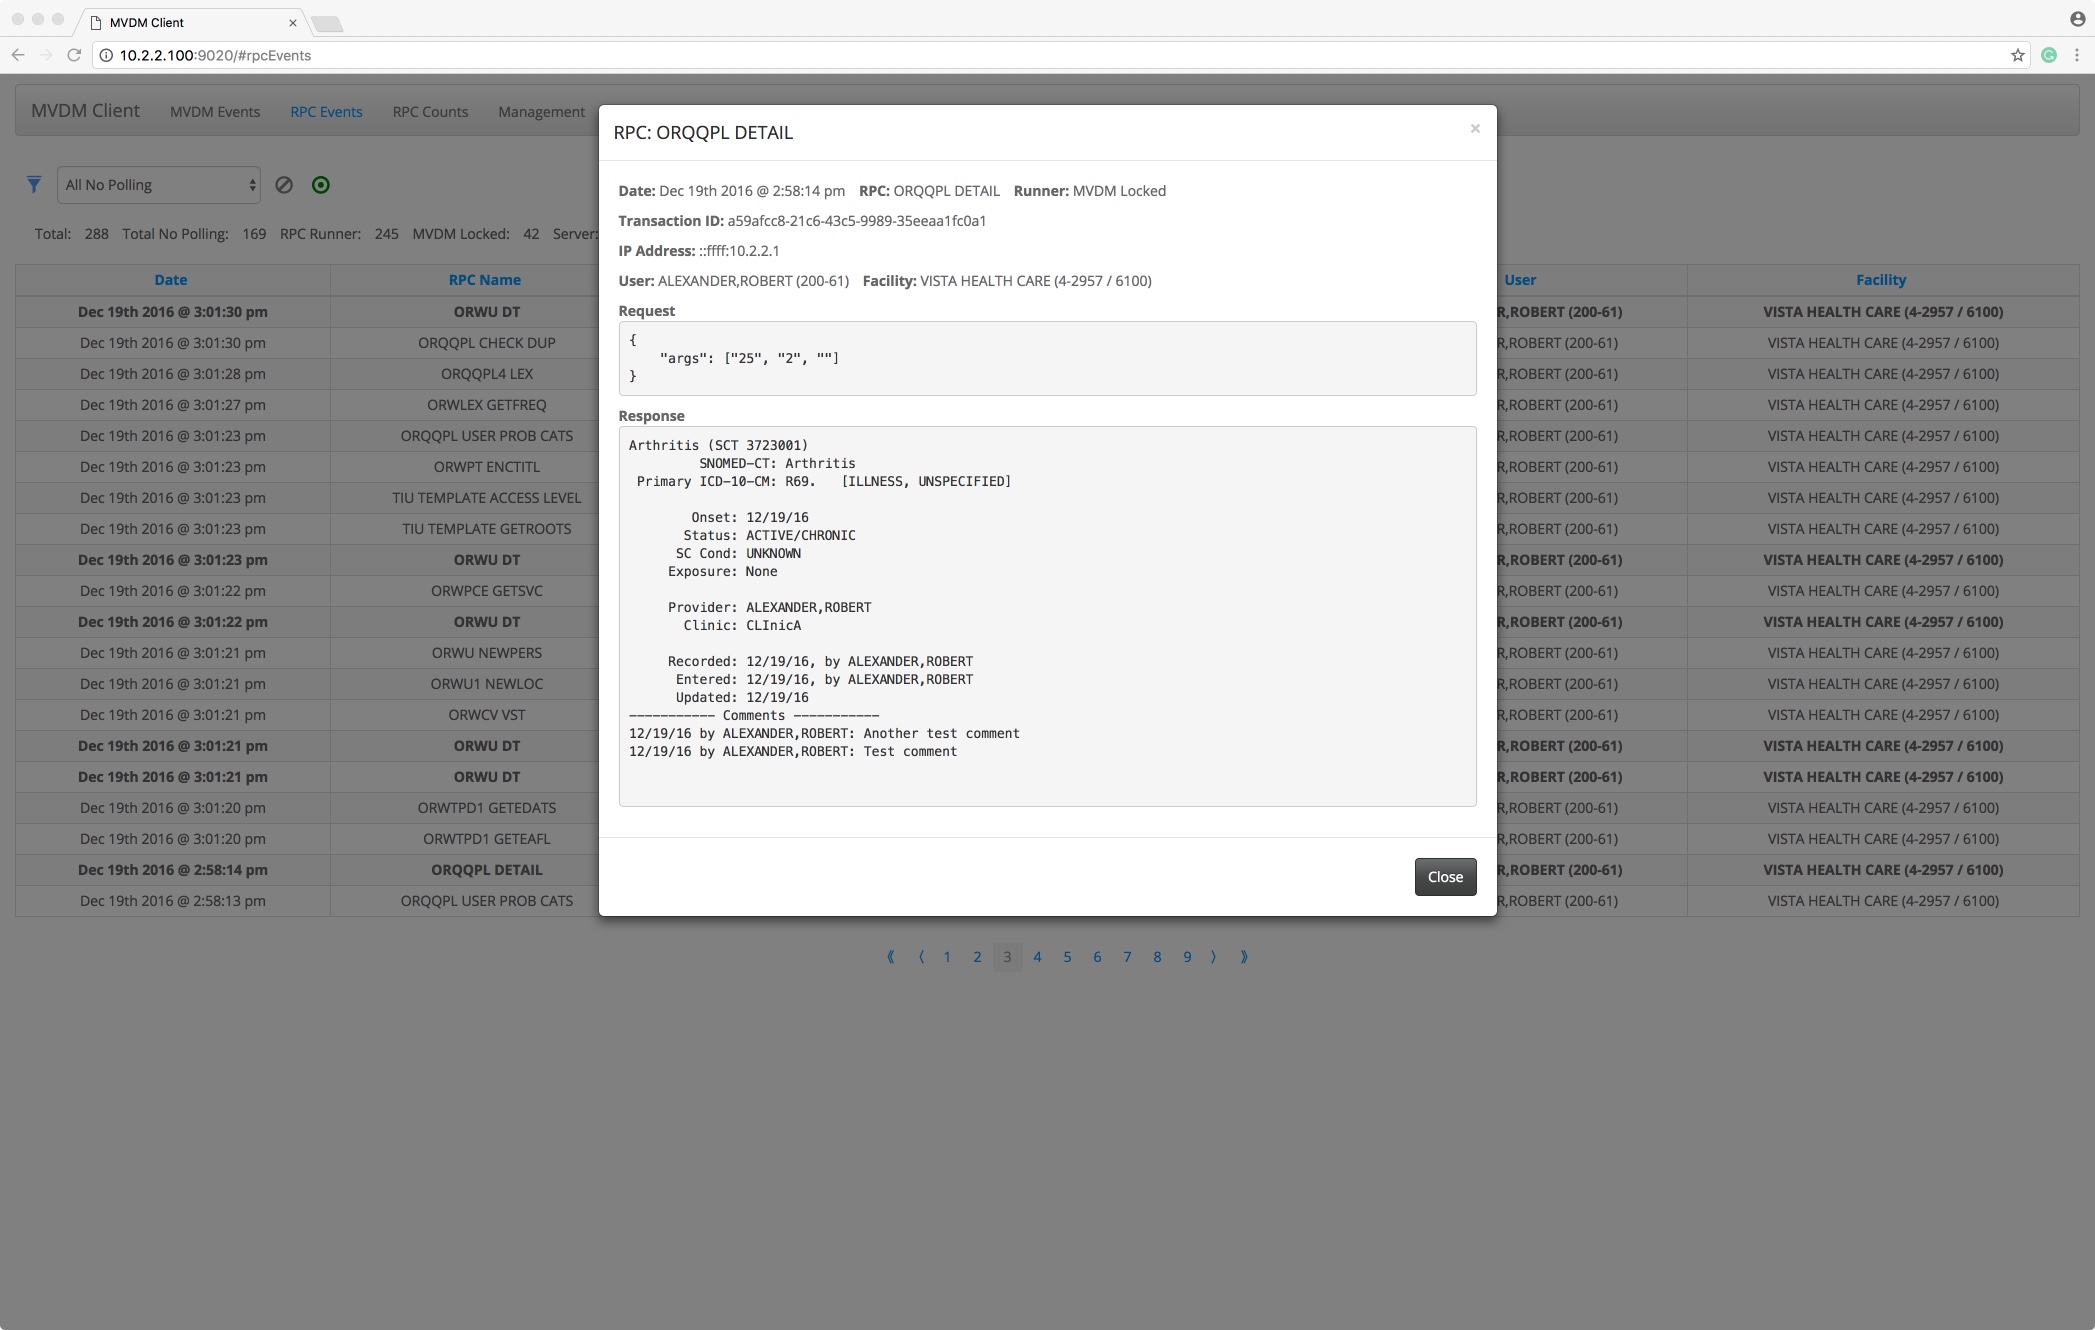 MVDM Client
10.2.2.100:9020/#rpcEvents
MVDM Client MVDM Events RPC Events RPC Counts Management
All No Polling
Total: 288 Total No Polling: 169 RPC Runner: 245 MVDM Locked: 42 Server:
Date RPC Name User Facility
Dec 19th 2016 @ 3:01:30 pm ORWU DT R,ROBERT (200-61) VISTA HEALTH CARE (4-2957 / 6100)
Dec 19th 2016 @ 3:01:30 pm ORQQPL CHECK DUP R,ROBERT (200-61) VISTA HEALTH CARE (4-2957 / 6100)
Dec 19th 2016 @ 3:01:28 pm ORQQPL4 LEX R,ROBERT (200-61) VISTA HEALTH CARE (4-2957 / 6100)
Dec 19th 2016 @ 3:01:27 pm ORWLEX GETFREQ R,ROBERT (200-61) VISTA HEALTH CARE (4-2957 / 6100)
Dec 19th 2016 @ 3:01:23 pm ORQQPL USER PROB CATS R,ROBERT (200-61) VISTA HEALTH CARE (4-2957 / 6100)
Dec 19th 2016 @ 3:01:23 pm ORWPT ENCTITL R,ROBERT (200-61) VISTA HEALTH CARE (4-2957 / 6100)
Dec 19th 2016 @ 3:01:23 pm TIU TEMPLATE ACCESS LEVEL R,ROBERT (200-61) VISTA HEALTH CARE (4-2957 / 6100)
Dec 19th 2016 @ 3:01:23 pm TIU TEMPLATE GETROOTS R,ROBERT (200-61) VISTA HEALTH CARE (4-2957 / 6100)
Dec 19th 2016 @ 3:01:23 pm ORWU DT R,ROBERT (200-61) VISTA HEALTH CARE (4-2957 / 6100)
Dec 19th 2016 @ 3:01:22 pm ORWPCE GETSVC R,ROBERT (200-61) VISTA HEALTH CARE (4-2957 / 6100)
Dec 19th 2016 @ 3:01:22 pm ORWU DT R,ROBERT (200-61) VISTA HEALTH CARE (4-2957 / 6100)
Dec 19th 2016 @ 3:01:21 pm ORWU NEWPERS R,ROBERT (200-61) VISTA HEALTH CARE (4-2957 / 6100)
Dec 19th 2016 @ 3:01:21 pm ORWU1 NEWLOC R,ROBERT (200-61) VISTA HEALTH CARE (4-2957 / 6100)
Dec 19th 2016 @ 3:01:21 pm ORWCV VST R,ROBERT (200-61) VISTA HEALTH CARE (4-2957 / 6100)
Dec 19th 2016 @ 3:01:21 pm ORWU DT R,ROBERT (200-61) VISTA HEALTH CARE (4-2957 / 6100)
Dec 19th 2016 @ 3:01:21 pm ORWU DT R,ROBERT (200-61) VISTA HEALTH CARE (4-2957 / 6100)
Dec 19th 2016 @ 3:01:20 pm ORWTPD1 GETEDATS R,ROBERT (200-61) VISTA HEALTH CARE (4-2957 / 6100)
Dec 19th 2016 @ 3:01:20 pm ORWTPD1 GETEAFL R,ROBERT (200-61) VISTA HEALTH CARE (4-2957 / 6100)
Dec 19th 2016 @ 2:58:14 pm ORQQPL DETAIL R,ROBERT (200-61) VISTA HEALTH CARE (4-2957 / 6100)
Dec 19th 2016 @ 2:58:13 pm ORQQPL USER PROB CATS R,ROBERT (200-61) VISTA HEALTH CARE (4-2957 / 6100)
《 〈 1 2 3 4 5 6 7 8 9 〉 》
RPC: ORQQPL DETAIL ×
Date: Dec 19th 2016 @ 2:58:14 pm RPC: ORQQPL DETAIL Runner: MVDM Locked
Transaction ID: a59afcc8-21c6-43c5-9989-35eeaa1fc0a1
IP Address: ::ffff:10.2.2.1
User: ALEXANDER,ROBERT (200-61) Facility: VISTA HEALTH CARE (4-2957 / 6100)
Request
{
"args": ["25", "2", ""]
}
Response
Arthritis (SCT 3723001)
SNOMED-CT: Arthritis
Primary ICD-10-CM: R69. [ILLNESS, UNSPECIFIED]
Onset: 12/19/16
Status: ACTIVE/CHRONIC
SC Cond: UNKNOWN
Exposure: None
Provider: ALEXANDER,ROBERT
Clinic: CLInicA
Recorded: 12/19/16, by ALEXANDER,ROBERT
Entered: 12/19/16, by ALEXANDER,ROBERT
Updated: 12/19/16
----------- Comments -----------
12/19/16 by ALEXANDER,ROBERT: Another test comment
12/19/16 by ALEXANDER,ROBERT: Test comment
Close